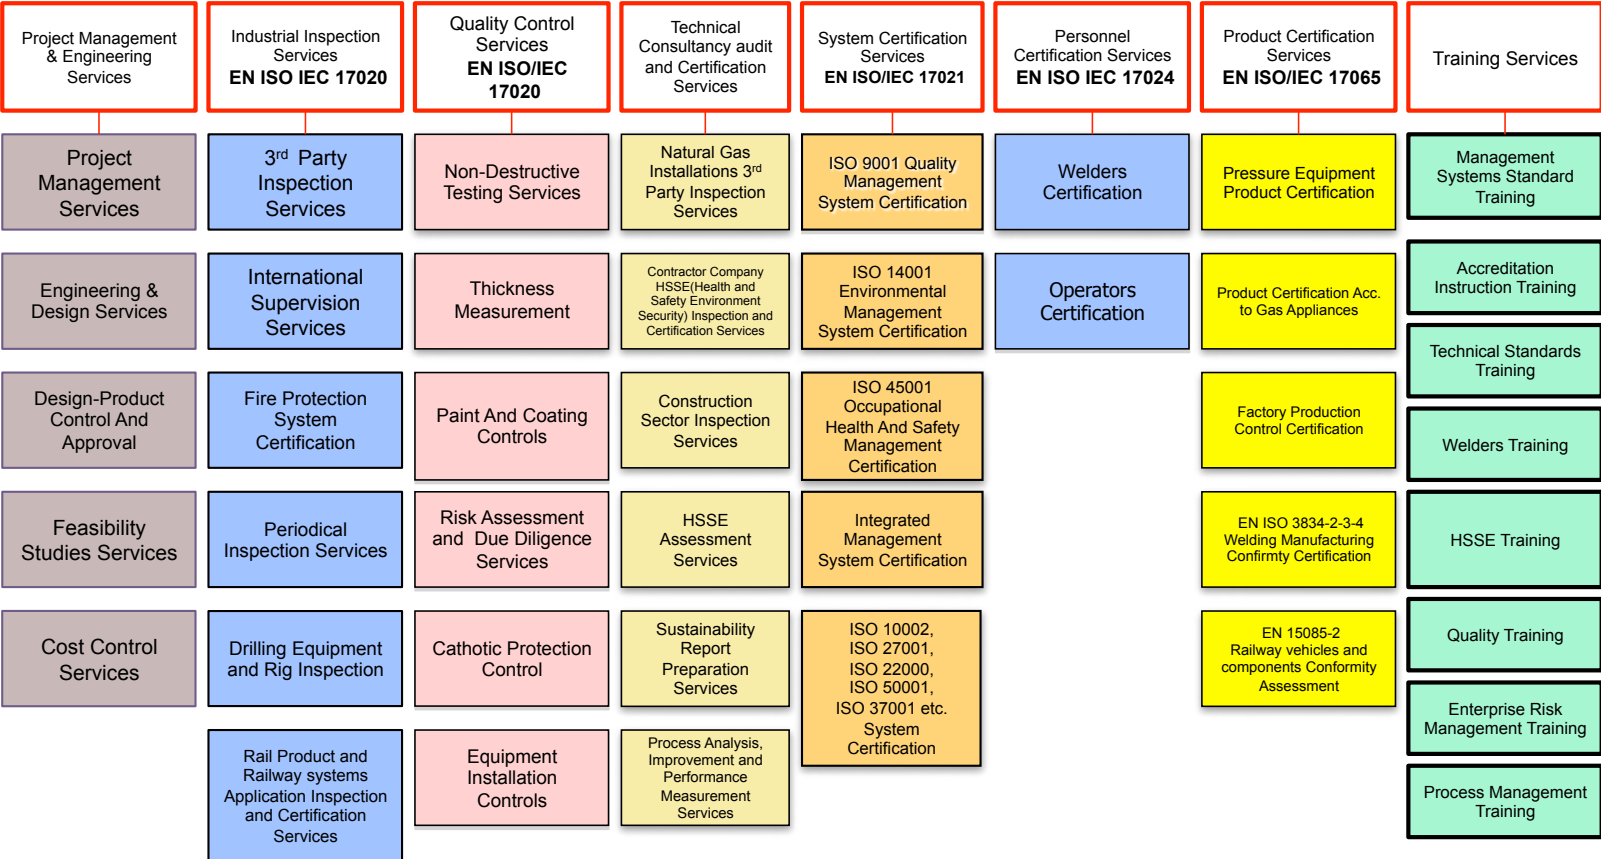 Project Management
& Engineering
Services
Industrial Inspection
Services
EN ISO IEC 17020
Quality Control
Services
EN ISO/IEC
17020
Technical
Consultancy audit
and Certification
Services
System Certification
Services
EN ISO/IEC 17021
Personnel
Certification Services
EN ISO IEC 17024
Product Certification
Services
EN ISO/IEC 17065
Training Services
Project
Management
Services
Engineering &
Design Services
Design-Product
Control And
Approval
Feasibility
Studies Services
Cost Control
Services
3rd Party
Inspection
Services
International
Supervision
Services
Fire Protection
System
Certification
Periodical
Inspection Services
Drilling Equipment
and Rig Inspection
Rail Product and
Railway systems
Application Inspection
and Certification
Services
Non-Destructive
Testing Services
Thickness
Measurement
Paint And Coating
Controls
Risk Assessment
and Due Diligence
Services
Cathotic Protection
Control
Equipment
Installation
Controls
Natural Gas
Installations 3rd
Party Inspection
Services
Contractor Company
HSSE(Health and
Safety Environment
Security) Inspection and
Certification Services
Construction
Sector Inspection
Services
HSSE
Assessment
Services
Sustainability
Report
Preparation
Services
Process Analysis,
Improvement and
Performance
Measurement
Services
ISO 9001 Quality
Management
System Certification
ISO 14001
Environmental
Management
System Certification
ISO 45001
Occupational
Health And Safety
Management
Certification
Integrated
Management
System Certification
ISO 10002,
ISO 27001,
ISO 22000,
ISO 50001,
ISO 37001 etc.
System
Certification
Welders
Certification
Operators
Certification
Pressure Equipment
Product Certification
Product Certification Acc.
to Gas Appliances
Factory Production
Control Certification
EN ISO 3834-2-3-4
Welding Manufacturing
Confirmty Certification
EN 15085-2
Railway vehicles and
components Conformity
Assessment
Management
Systems Standard
Training
Accreditation
Instruction Training
Technical Standards
Training
Welders Training
HSSE Training
Quality Training
Enterprise Risk
Management Training
Process Management
Training